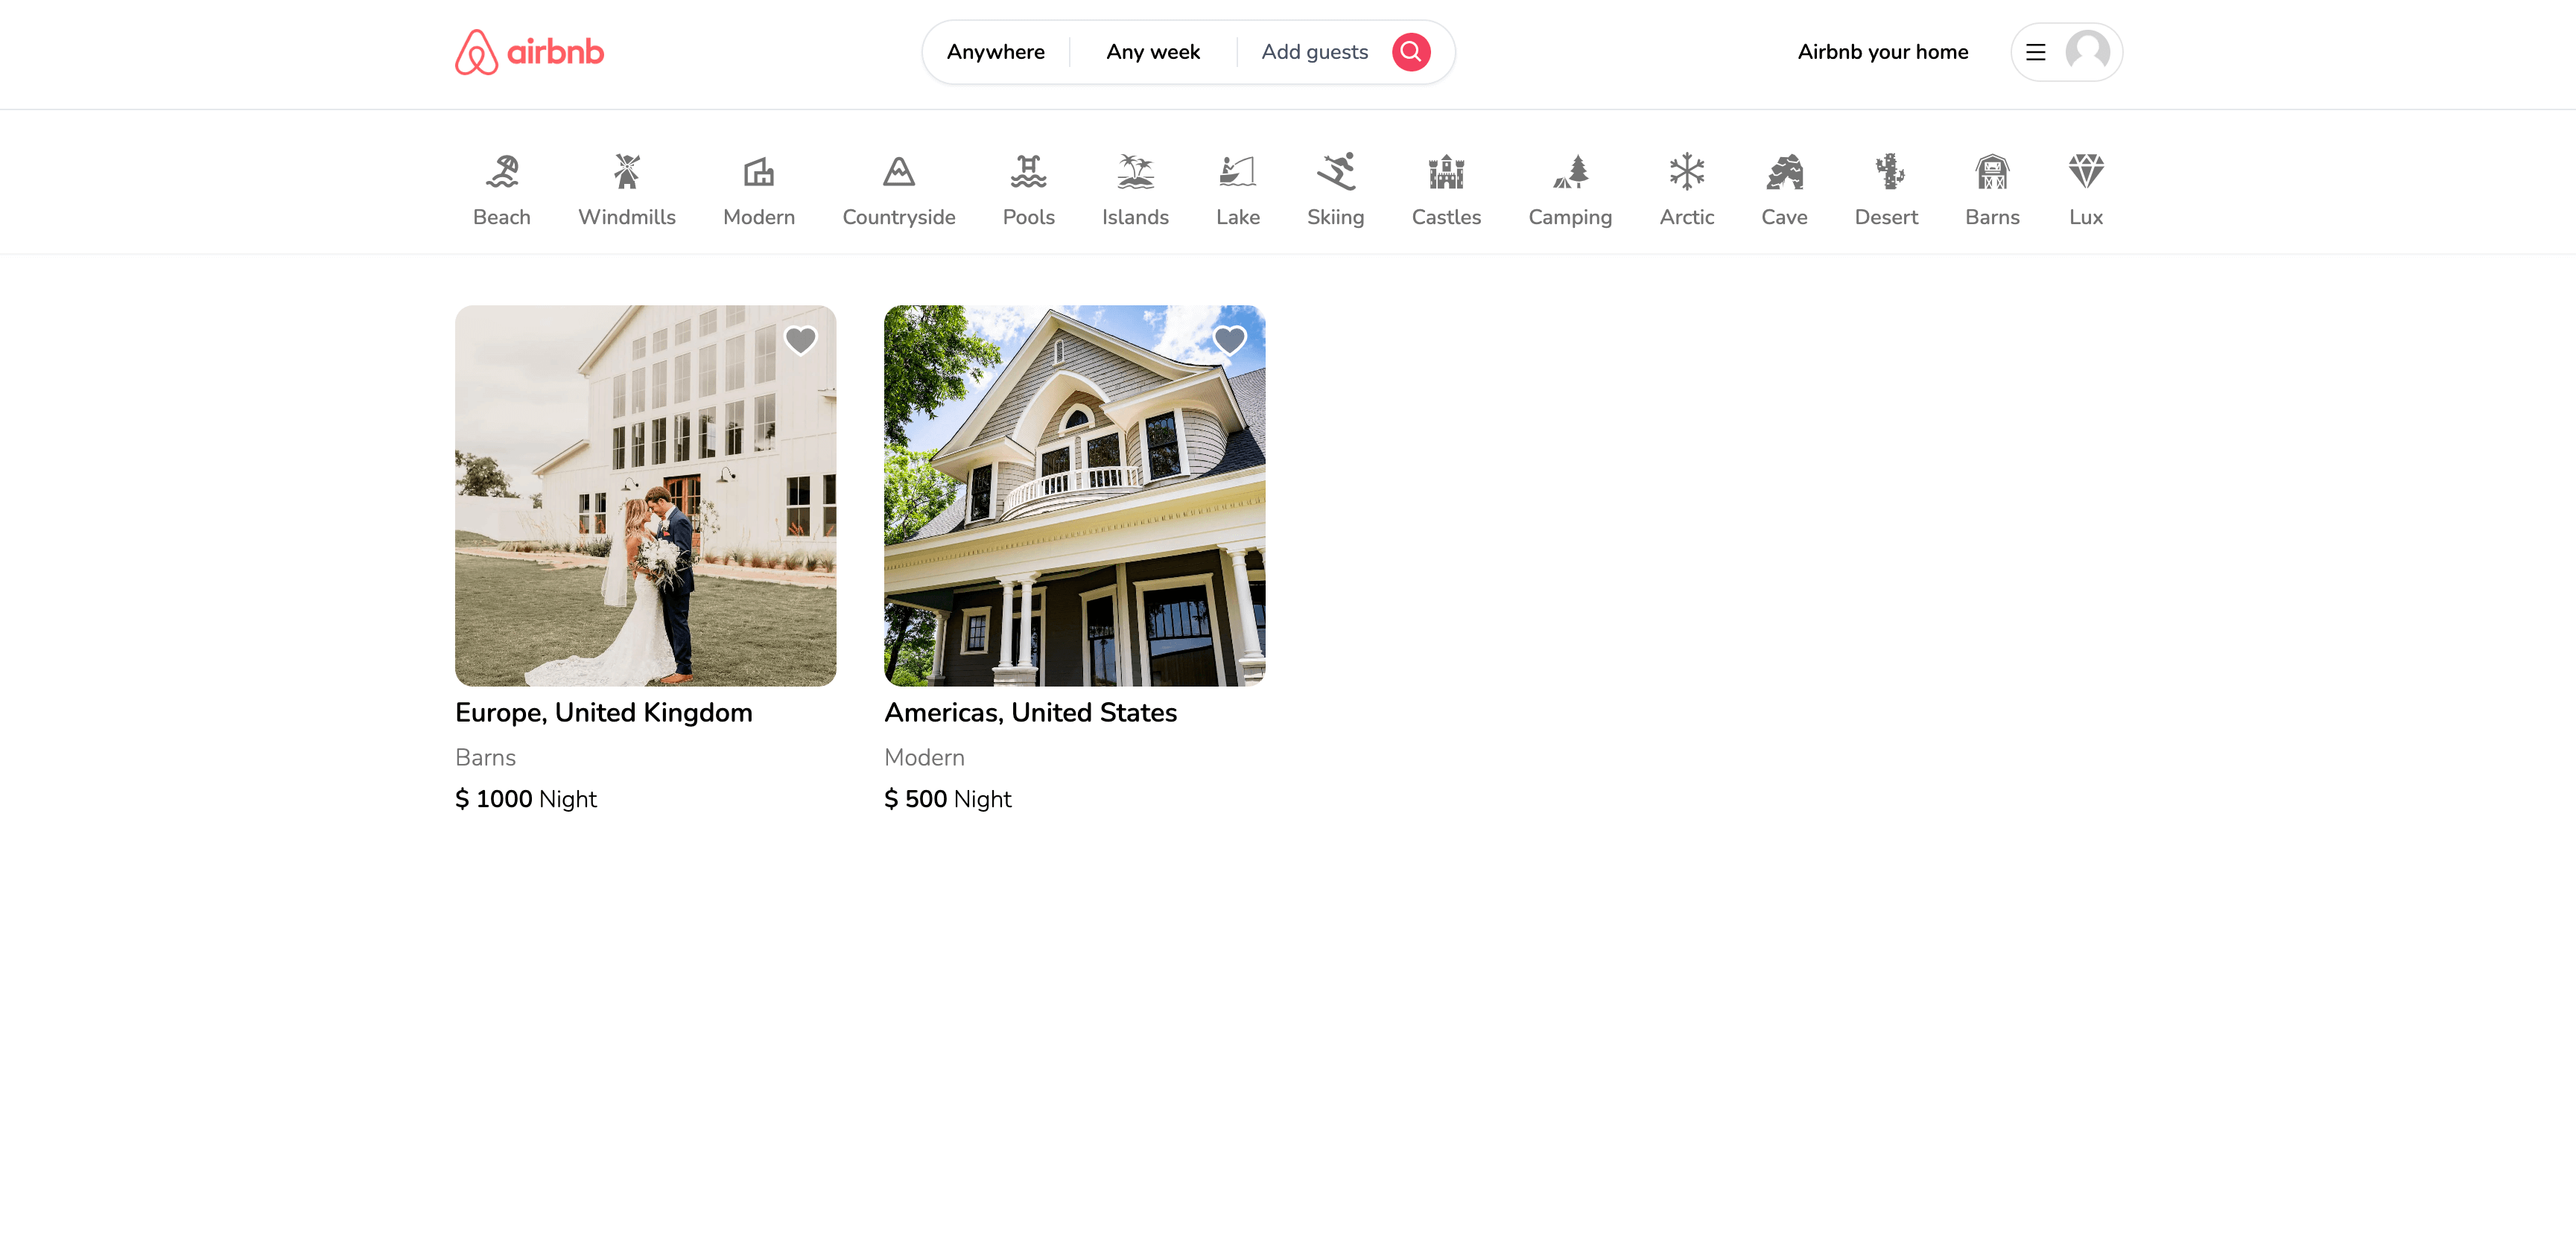 airbnb
Anywhere
Any week
Add guests
Airbnb your home
Beach
Windmills
Modern
Countryside
Pools
Islands
Lake
Skiing
Castles
Camping
Arctic
Cave
Desert
Barns
Lux
Europe, United Kingdom
Barns
$ 1000 Night
Americas, United States
Modern
$ 500 Night